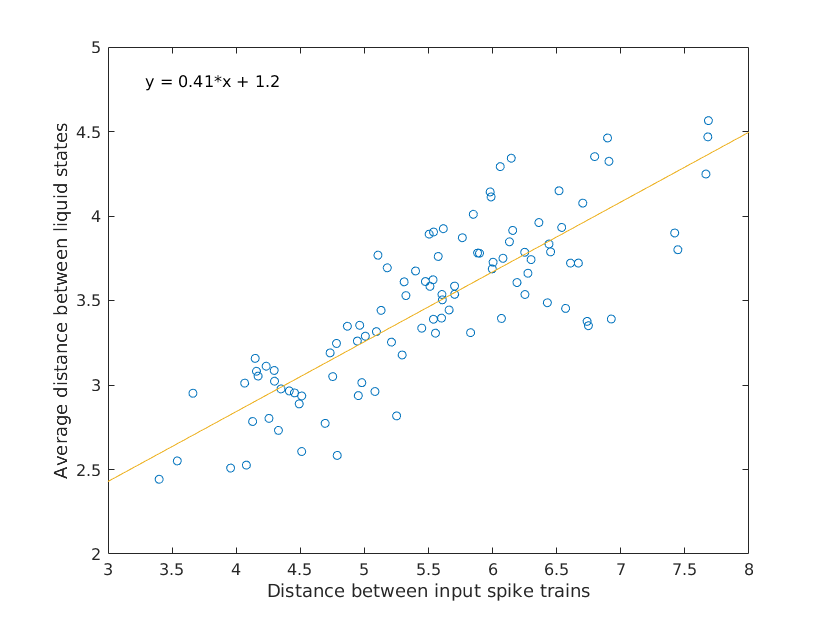 y = 0.41*x + 1.2
Average distance between liquid states
5
4.5
4
3.5
3
2.5
2
3 3.5 4 4.5 5 5.5 6 6.5 7 7.5 8
Distance between input spike trains